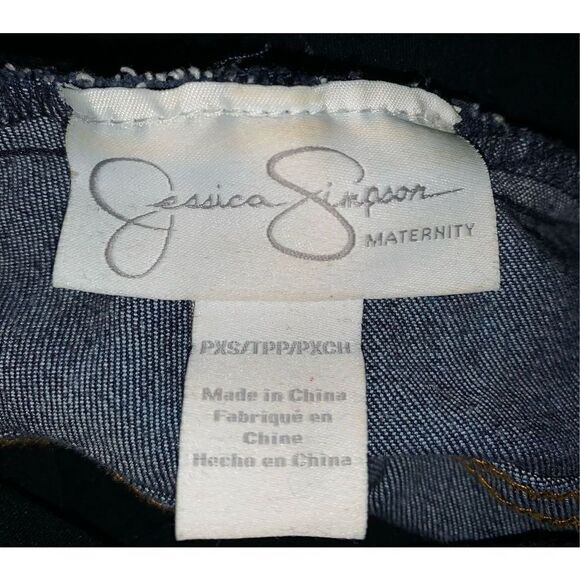 Jessica Simpson
MATERNITY
PXS/TPP/PXCH
Made in China
Fabriqué en
Chine
Hecho en China